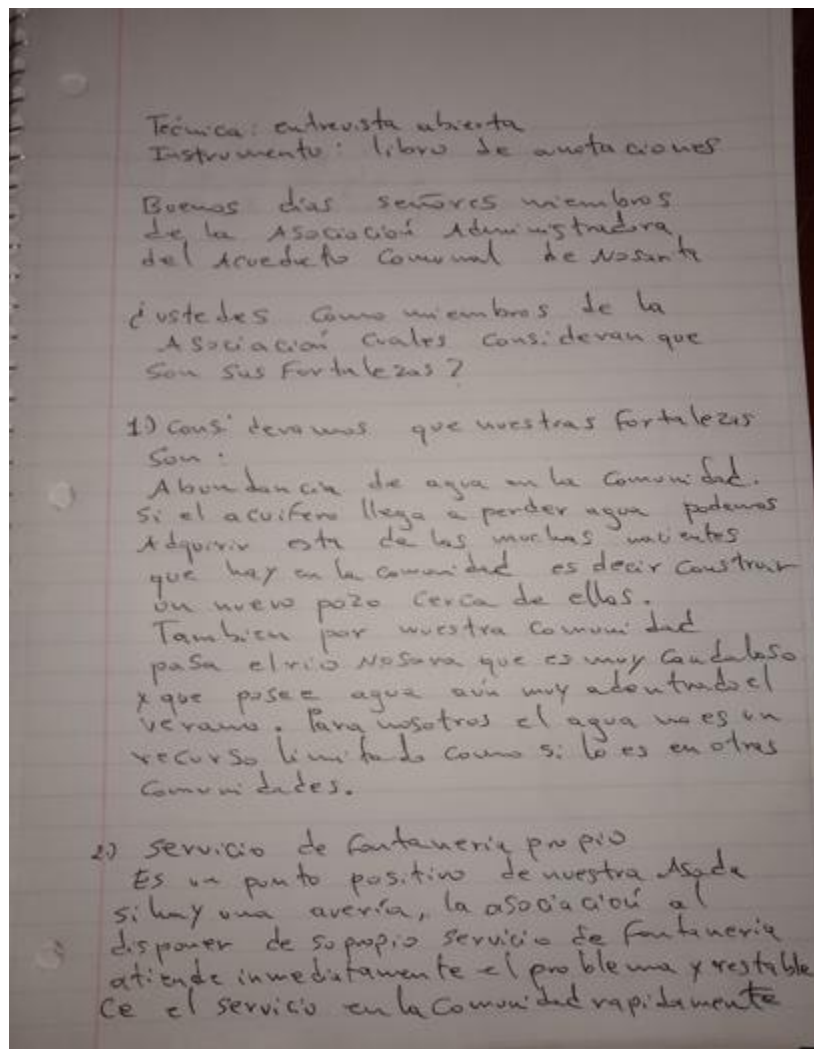 Técnica: entrevista abierta
Instrumento: libro de anotaciones
Buenos días señores miembros
de la Asociación Administradora
del Acueducto Comunal de
¿ustedes como miembros de la
Asociación cuales consideran que
son sus fortalezas?
1) consideramos que nuestras fortalezas
son:
Abundancia de agua en la comunidad.
si el acuífero llega a perder agua podemos
Adquirir esta de las muchas nacientes
que hay en la comunidad es decir construir
un nuevo pozo cerca de ellas.
Tambien por nuestra comunidad
pasa el río Nosara que es muy caudaloso
y que posee agua aún muy adentrado el
verano. Para nosotros el agua no es un
recurso limitado como si lo es en otras
comunidades.
2) servicio de fontanería propio
Es un punto positivo de nuestra Asada
si hay una avería, la asociación al
disponer de su propio servicio de fontanería
atiende inmediatamente el problema y restable
ce el servicio en la comunidad rapidamente